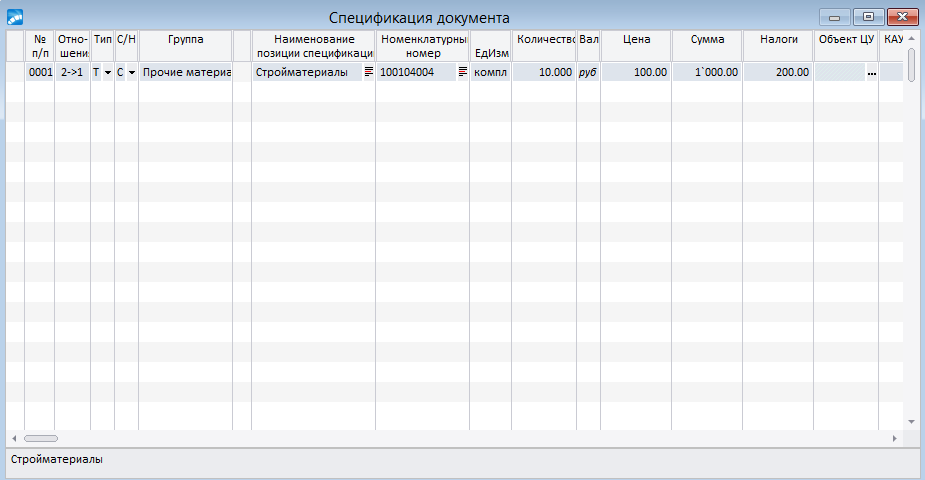 Спецификация документа
№ Отно- Тип С/Н Группа Наименование Номенклатурны ЕдИзм Количество Вал Цена Сумма Налоги Объект ЦУ КАУ
п/п шени позиции спецификаци номер
0001 2->1 Т С Прочие материа Стройматериалы 100104004 компл 10.000 руб 100.00 1`000.00 200.00 ...
Стройматериалы